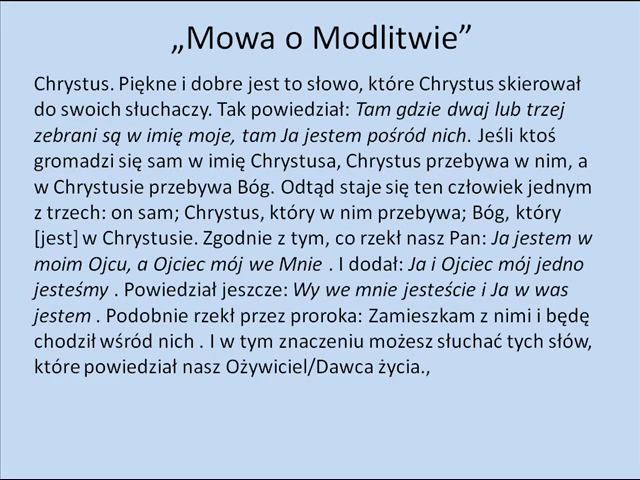 „Mowa o Modlitwie”
Chrystus. Piękne i dobre jest to słowo, które Chrystus skierował
do swoich słuchaczy. Tak powiedział: Tam gdzie dwaj lub trzej
zebrani są w imię moje, tam Ja jestem pośród nich. Jeśli ktoś
gromadzi się sam w imię Chrystusa, Chrystus przebywa w nim, a
w Chrystusie przebywa Bóg. Odtąd staje się ten człowiek jednym
z trzech: on sam; Chrystus, który w nim przebywa; Bóg, który
[jest] w Chrystusie. Zgodnie z tym, co rzekł nasz Pan: Ja jestem w
moim Ojcu, a Ojciec mój we Mnie . I dodał: Ja i Ojciec mój jedno
jesteśmy . Powiedział jeszcze: Wy we mnie jesteście i Ja w was
jestem . Podobnie rzekł przez proroka: Zamieszkam z nimi i będę
chodził wśród nich . I w tym znaczeniu możesz słuchać tych słów,
które powiedział nasz Ożywiciel/Dawca życia.,